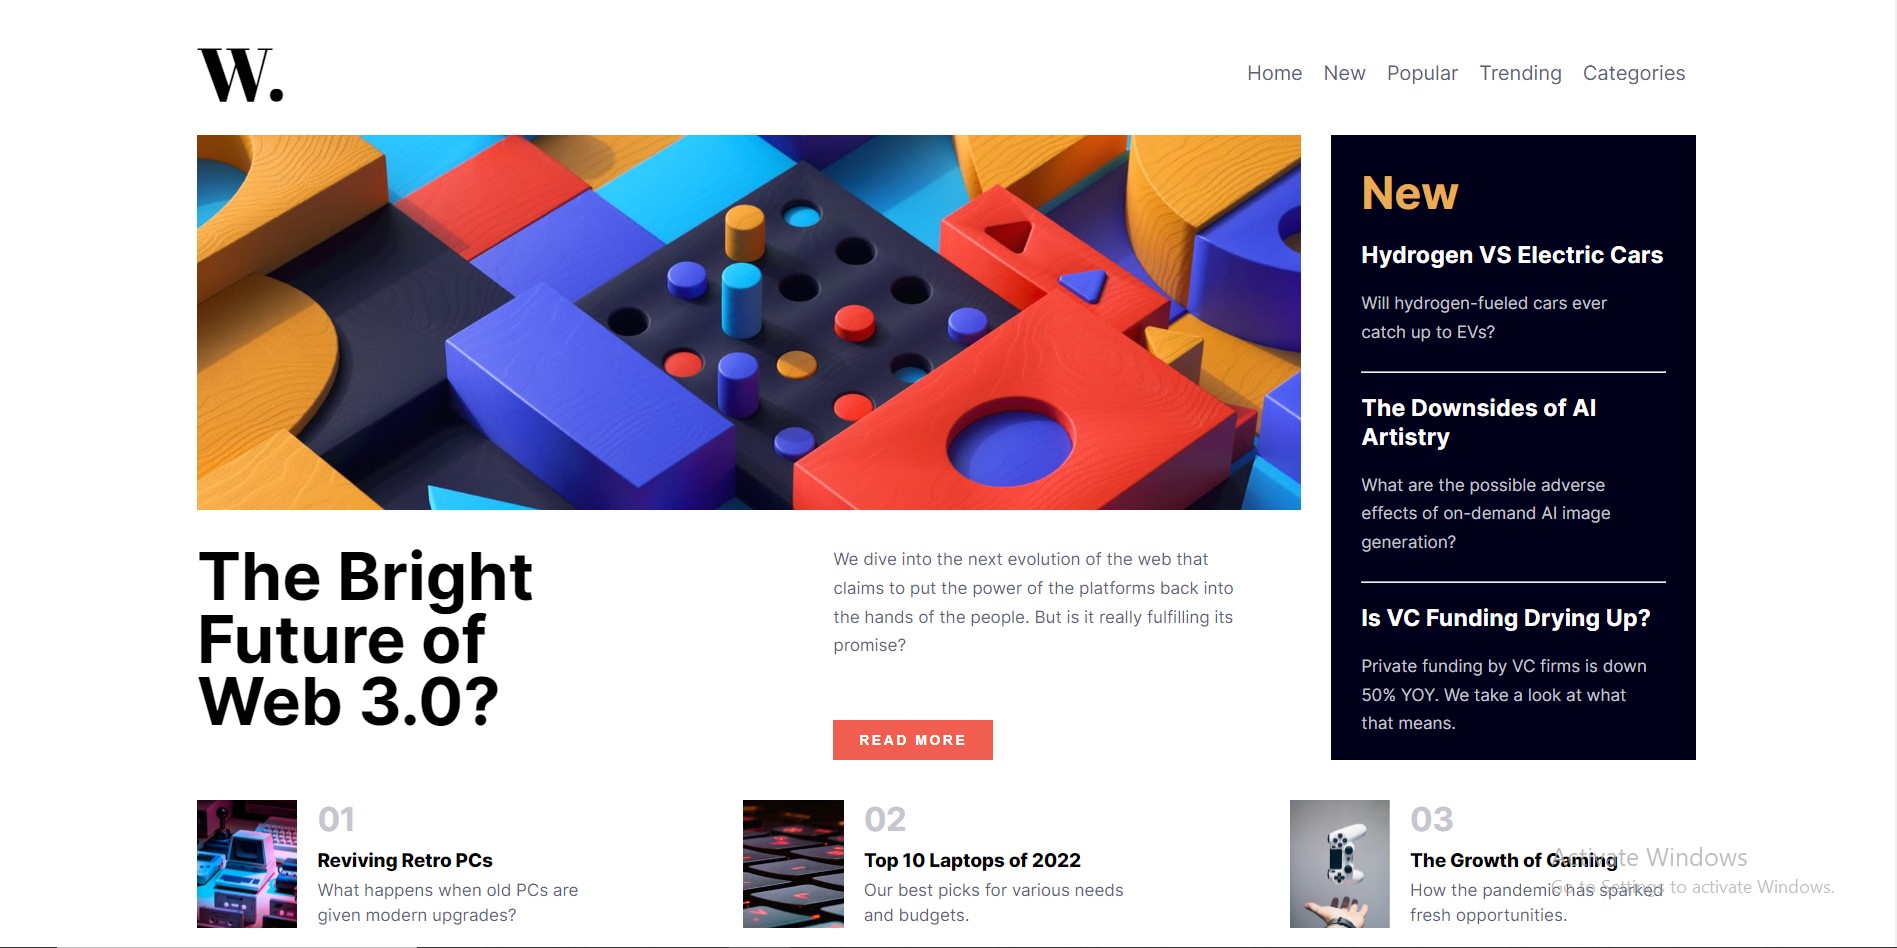 W.
Home New Popular Trending Categories
New
Hydrogen VS Electric Cars
Will hydrogen-fueled cars ever
catch up to EVs?
The Downsides of AI
Artistry
What are the possible adverse
effects of on-demand AI image
generation?
Is VC Funding Drying Up?
Private funding by VC firms is down
50% YOY. We take a look at what
that means.
The Bright
Future of
Web 3.0?
We dive into the next evolution of the web that
claims to put the power of the platforms back into
the hands of the people. But is it really fulfilling its
promise?
READ MORE
01
Reviving Retro PCs
What happens when old PCs are
given modern upgrades?
02
Top 10 Laptops of 2022
Our best picks for various needs
and budgets.
03
The Growth of Gaming
How the pandemic has sparked
fresh opportunities.
Activate Windows
Go to Settings to activate Windows.